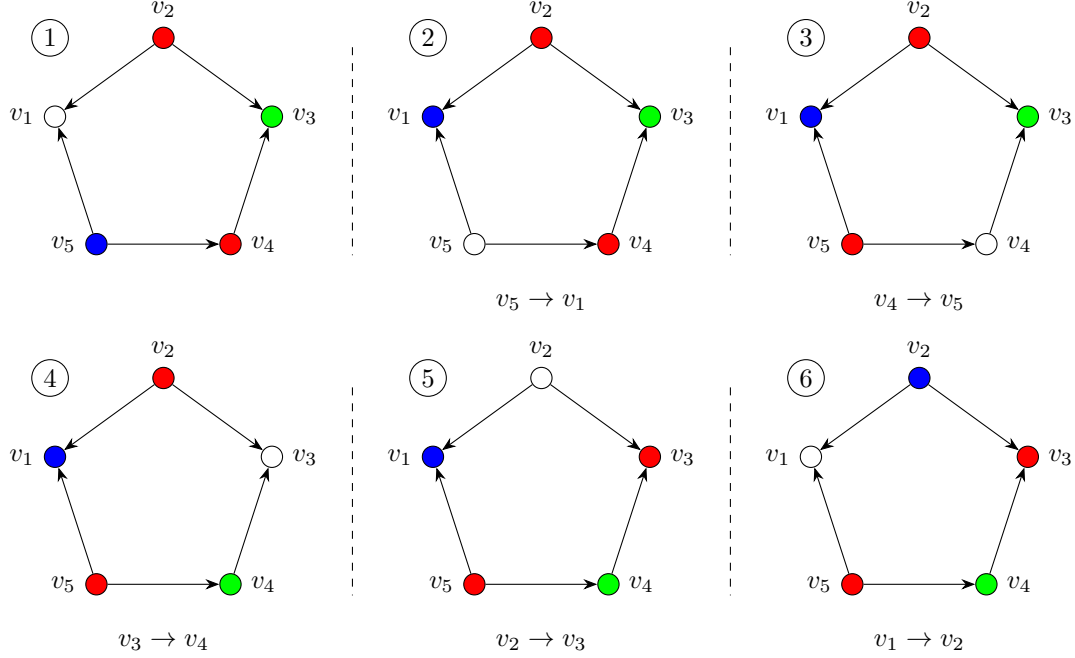 1
v₂
v₁
v₃
v₅
v₄
2
v₂
v₁
v₃
v₅
v₄
v₅ → v₁
3
v₂
v₁
v₃
v₅
v₄
v₄ → v₅
4
v₂
v₁
v₃
v₅
v₄
v₃ → v₄
5
v₂
v₁
v₃
v₅
v₄
v₂ → v₃
6
v₂
v₁
v₃
v₅
v₄
v₁ → v₂